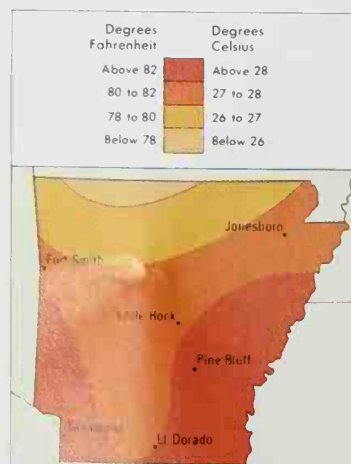 Degrees Fahrenheit
Degrees Celsius
Above 82
Above 28
80 to 82
27 to 28
78 to 80
26 to 27
Below 78
Below 26
Jonesboro
Fort Smith
Rock
Pine Bluff
El Dorado